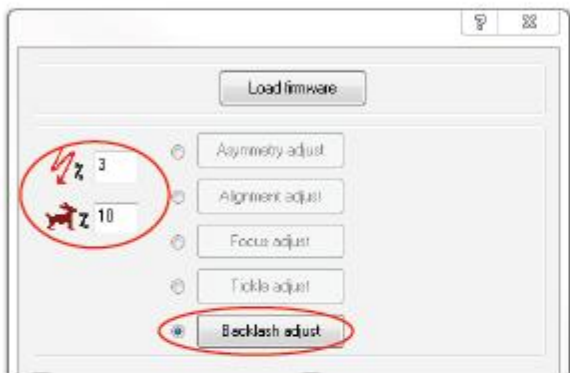 Load firmware
% 3
Asymmetry adjust
% 10
Alignment adjust
Focus adjust
Tickle adjust
Backlash adjust